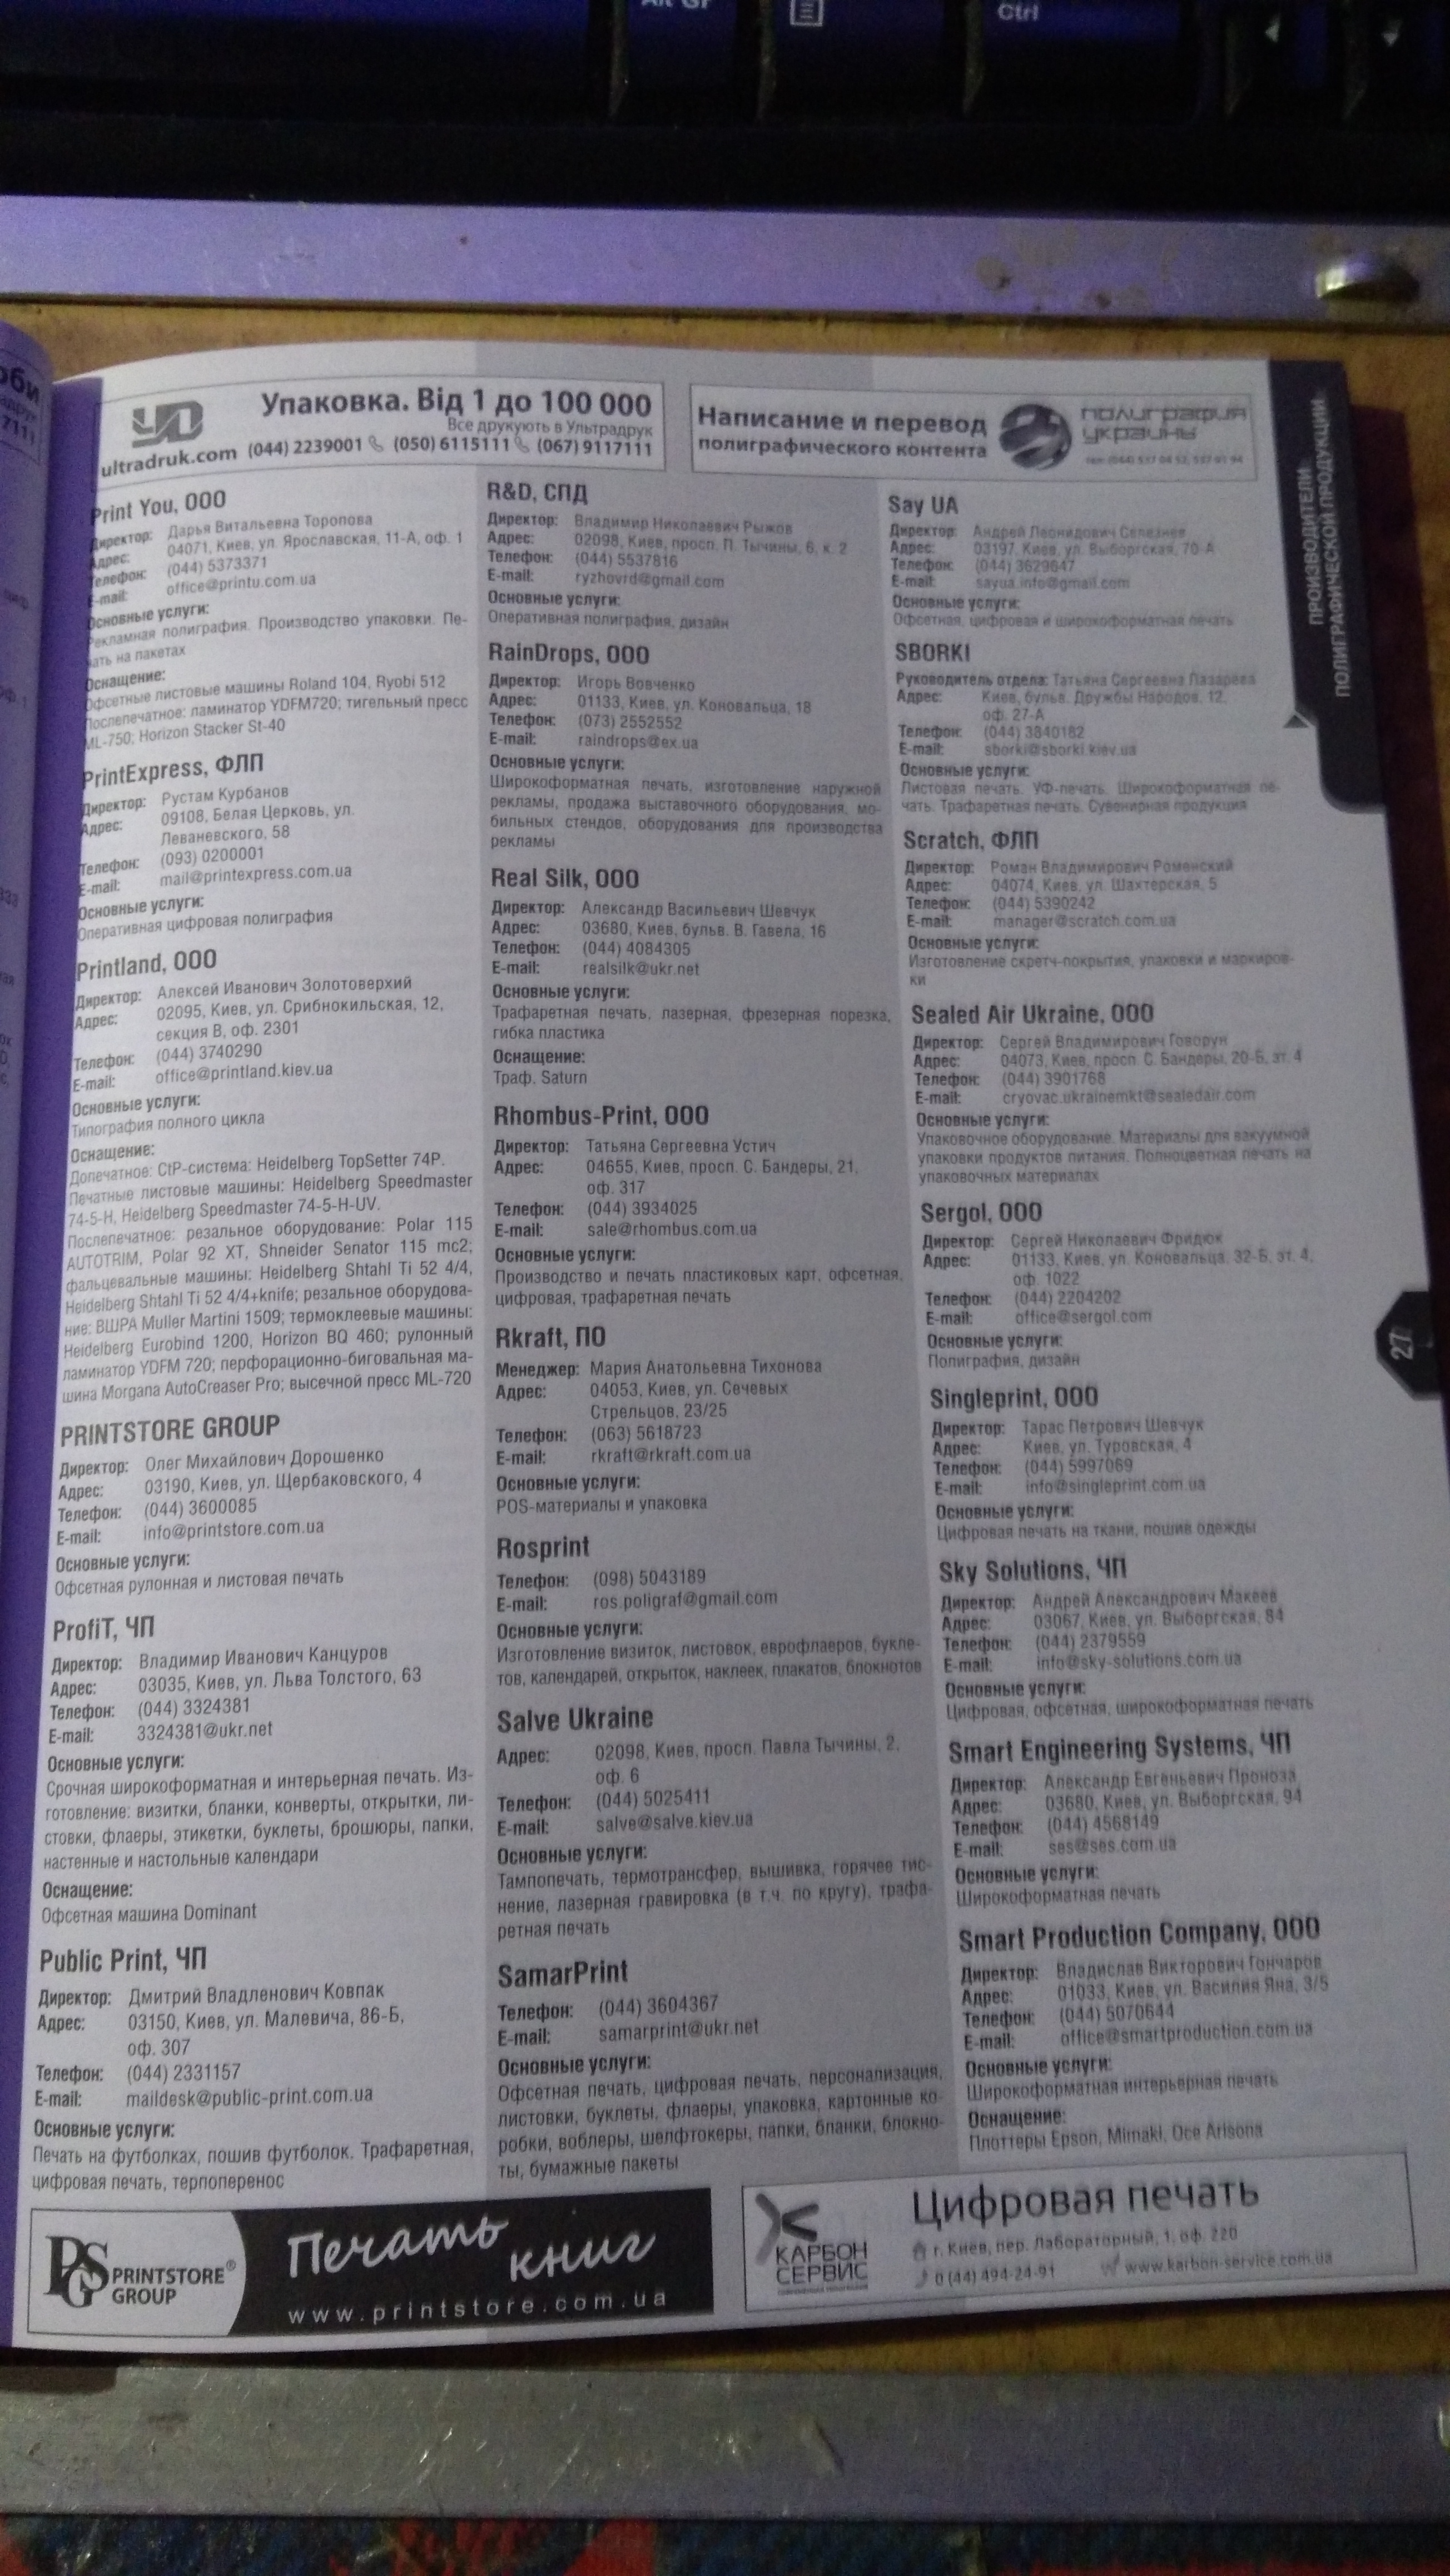 Alt Gr
Ctrl
Упаковка. Від 1 до 100 000
Все друкують в Ультрадрук
ultradruk.com (044) 2239001 (050) 6115111 (067) 9117111
Написание и перевод
полиграфического контента
полиграфия
украины
ПРОИЗВОДИТЕЛИ
ПОЛИГРАФИЧЕСКОЙ ПРОДУКЦИИ
Print You, ООО
Директор: Дарья Витальевна Торопова
Адрес: 04071, Киев, ул. Ярославская, 11-А, оф. 1
Телефон: (044) 5373371
E-mail: office@printu.com.ua
Основные услуги:
Рекламная полиграфия. Производство упаковки. Пе-
чать на пакетах
Оснащение:
Офсетные листовые машины Roland 104, Ryobi 512
Послепечатное: ламинатор YDFM720; тигельный пресс
ML-750; Horizon Stacker St-40
PrintExpress, ФЛП
Директор: Рустам Курбанов
Адрес: 09108, Белая Церковь, ул.
Леваневского, 58
Телефон: (093) 0200001
E-mail: mail@printexpress.com.ua
Основные услуги:
Оперативная цифровая полиграфия
Printland, ООО
Директор: Алексей Иванович Золотоверхий
Адрес: 02095, Киев, ул. Срибнокильская, 12,
секция В, оф. 2301
Телефон: (044) 3740290
E-mail: office@printland.kiev.ua
Основные услуги:
Типография полного цикла
Оснащение:
Допечатное: CtP-система: Heidelberg TopSetter 74P.
Печатные листовые машины: Heidelberg Speedmaster
74-5-H, Heidelberg Speedmaster 74-5-H-UV.
Послепечатное: резальное оборудование: Polar 115
AUTOTRIM, Polar 92 XT, Shneider Senator 115 mc2;
фальцевальные машины: Heidelberg Shtahl Ti 52 4/4,
Heidelberg Shtahl Ti 52 4/4+knife; резальное оборудова-
ние: ВШРА Muller Martini 1509; термоклеевые машины:
Heidelberg Eurobind 1200, Horizon BQ 460; рулонный
ламинатор YDFM 720; перфорационно-биговальная ма-
шина Morgana AutoCreaser Pro; высечной пресс ML-720
PRINTSTORE GROUP
Директор: Олег Михайлович Дорошенко
Адрес: 03190, Киев, ул. Щербаковского, 4
Телефон: (044) 3600085
E-mail: info@printstore.com.ua
Основные услуги:
Офсетная рулонная и листовая печать
ProfiT, ЧП
Директор: Владимир Иванович Канцуров
Адрес: 03035, Киев, ул. Льва Толстого, 63
Телефон: (044) 3324381
E-mail: 3324381@ukr.net
Основные услуги:
Срочная широкоформатная и интерьерная печать. Из-
готовление: визитки, бланки, конверты, открытки, ли-
стовки, флаеры, этикетки, буклеты, брошюры, папки,
настенные и настольные календари
Оснащение:
Офсетная машина Dominant
Public Print, ЧП
Директор: Дмитрий Владленович Ковпак
Адрес: 03150, Киев, ул. Малевича, 86-Б,
оф. 307
Телефон: (044) 2331157
E-mail: maildesk@public-print.com.ua
Основные услуги:
Печать на футболках, пошив футболок. Трафаретная,
цифровая печать, терпоперенос
R&D, СПД
Директор: Владимир Николаевич Рыжов
Адрес: 02098, Киев, просп. П. Тычины, 6, к. 2
Телефон: (044) 5537816
E-mail: ryzhovrd@gmail.com
Основные услуги:
Оперативная полиграфия, дизайн
RainDrops, ООО
Директор: Игорь Вовченко
Адрес: 01133, Киев, ул. Коновальца, 18
Телефон: (073) 2552552
E-mail: raindrops@ex.ua
Основные услуги:
Широкоформатная печать, изготовление наружной
рекламы, продажа выставочного оборудования, мо-
бильных стендов, оборудования для производства
рекламы
Real Silk, ООО
Директор: Александр Васильевич Шевчук
Адрес: 03680, Киев, бульв. В. Гавела, 16
Телефон: (044) 4084305
E-mail: realsilk@ukr.net
Основные услуги:
Трафаретная печать, лазерная, фрезерная порезка,
гибка пластика
Оснащение:
Траф. Saturn
Rhombus-Print, ООО
Директор: Татьяна Сергеевна Устич
Адрес: 04655, Киев, просп. С. Бандеры, 21,
оф. 317
Телефон: (044) 3934025
E-mail: sale@rhombus.com.ua
Основные услуги:
Производство и печать пластиковых карт, офсетная,
цифровая, трафаретная печать
Rkraft, ПО
Менеджер: Мария Анатольевна Тихонова
Адрес: 04053, Киев, ул. Сечевых
Стрельцов, 23/25
Телефон: (063) 5618723
E-mail: rkraft@rkraft.com.ua
Основные услуги:
POS-материалы и упаковка
Rosprint
Телефон: (098) 5043189
E-mail: ros.poligraf@gmail.com
Основные услуги:
Изготовление визиток, листовок, еврофлаеров, букле-
тов, календарей, открыток, наклеек, плакатов, блокнотов
Salve Ukraine
Адрес: 02098, Киев, просп. Павла Тычины, 2,
оф. 6
Телефон: (044) 5025411
E-mail: salve@salve.kiev.ua
Основные услуги:
Тампопечать, термотрансфер, вышивка, горячее тис-
нение, лазерная гравировка (в т.ч. по кругу), трафа-
ретная печать
SamarPrint
Телефон: (044) 3604367
E-mail: samarprint@ukr.net
Основные услуги:
Офсетная печать, цифровая печать, персонализация,
листовки, буклеты, флаеры, упаковка, картонные ко-
робки, воблеры, шелфтокеры, папки, бланки, блокно-
ты, бумажные пакеты
Say UA
Директор: Андрей Леонидович Селезнев
Адрес: 03197, Киев, ул. Выборгская, 70-А
Телефон: (044) 3629647
E-mail: sayua.info@gmail.com
Основные услуги:
Офсетная, цифровая и широкоформатная печать
SBORKI
Руководитель отдела: Татьяна Сергеевна Лазарева
Адрес: Киев, бульв. Дружбы Народов, 12,
оф. 27-А
Телефон: (044) 3840182
E-mail: sborki@sborki.kiev.ua
Основные услуги:
Листовая печать. УФ-печать. Широкоформатная пе-
чать. Трафаретная печать. Сувенирная продукция
Scratch, ФЛП
Директор: Роман Владимирович Роменский
Адрес: 04074, Киев, ул. Шахтерская, 5
Телефон: (044) 5390242
E-mail: manager@scratch.com.ua
Основные услуги:
Изготовление скретч-покрытия, упаковки и маркиров-
ки
Sealed Air Ukraine, ООО
Директор: Сергей Владимирович Говорун
Адрес: 04073, Киев, просп. С. Бандеры, 20-Б, эт. 4
Телефон: (044) 3901768
E-mail: cryovac.ukrainemkt@sealedair.com
Основные услуги:
Упаковочное оборудование. Материалы для вакуумной
упаковки продуктов питания. Полноцветная печать на
упаковочных материалах
Sergol, ООО
Директор: Сергей Николаевич Фридюк
Адрес: 01133, Киев, ул. Коновальца, 32-Б, эт. 4,
оф. 1022
Телефон: (044) 2204202
E-mail: office@sergol.com
Основные услуги:
Полиграфия, дизайн
Singleprint, ООО
Директор: Тарас Петрович Шевчук
Адрес: Киев, ул. Туровская, 4
Телефон: (044) 5997069
E-mail: info@singleprint.com.ua
Основные услуги:
Цифровая печать на ткани, пошив одежды
Sky Solutions, ЧП
Директор: Андрей Александрович Макеев
Адрес: 03067, Киев, ул. Выборгская, 84
Телефон: (044) 2379559
E-mail: info@sky-solutions.com.ua
Основные услуги:
Цифровая, офсетная, широкоформатная печать
Smart Engineering Systems, ЧП
Директор: Александр Евгеньевич Проноза
Адрес: 03680, Киев, ул. Выборгская, 94
Телефон: (044) 4568149
E-mail: ses@ses.com.ua
Основные услуги:
Широкоформатная печать
Smart Production Company, ООО
Директор: Владислав Викторович Гончаров
Адрес: 01033, Киев, ул. Василия Яна, 3/5
Телефон: (044) 5070644
E-mail: office@smartproduction.com.ua
Основные услуги:
Широкоформатная интерьерная печать
Оснащение:
Плоттеры Epson, Mimaki, Oce Arisona
27
PRINTSTORE®
GROUP
Печать
книг
www.printstore.com.ua
КАРБОН
СЕРВИС
Цифровая печать
г. Киев, пер. Лабораторный, 1, оф. 220
0 (44) 494-24-91 www.karbon-service.com.ua